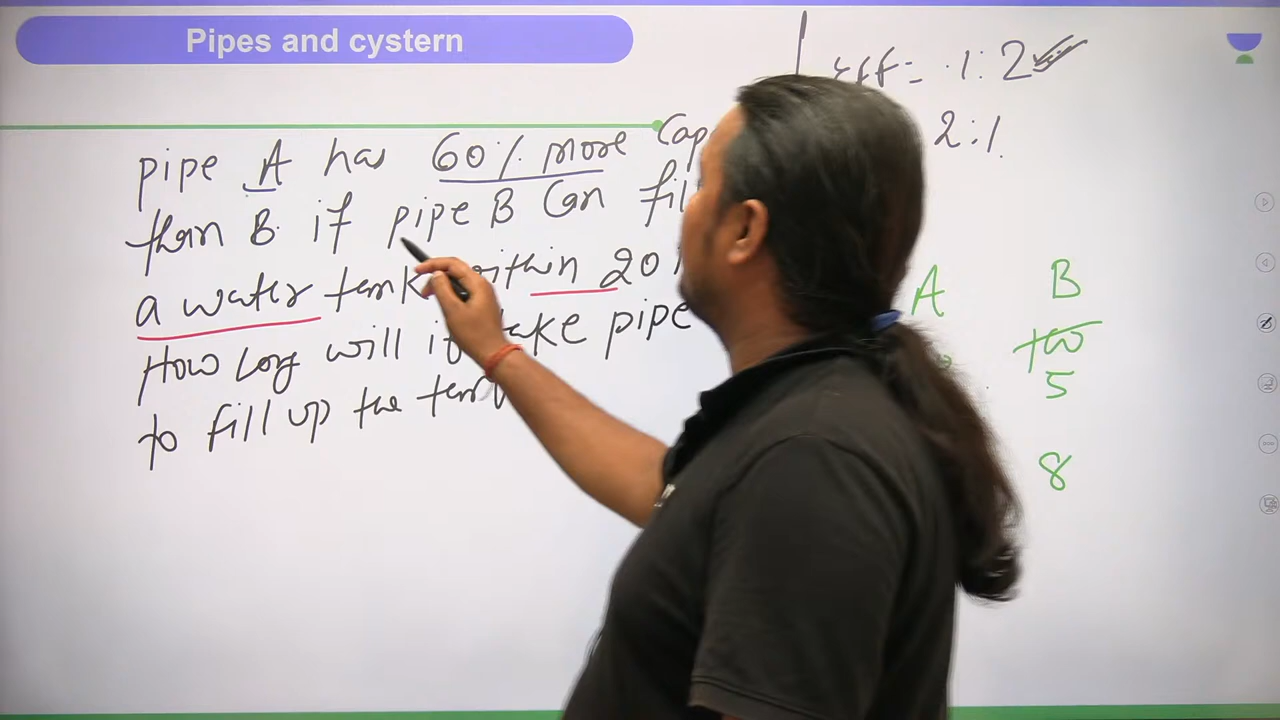 Pipes and cystern
eff = 1:2
2:1
pipe A has 60% more Cap
than B if pipe B Can fil
a water tank within 20
How long will it take pipe
to fill up the
A B
5
8